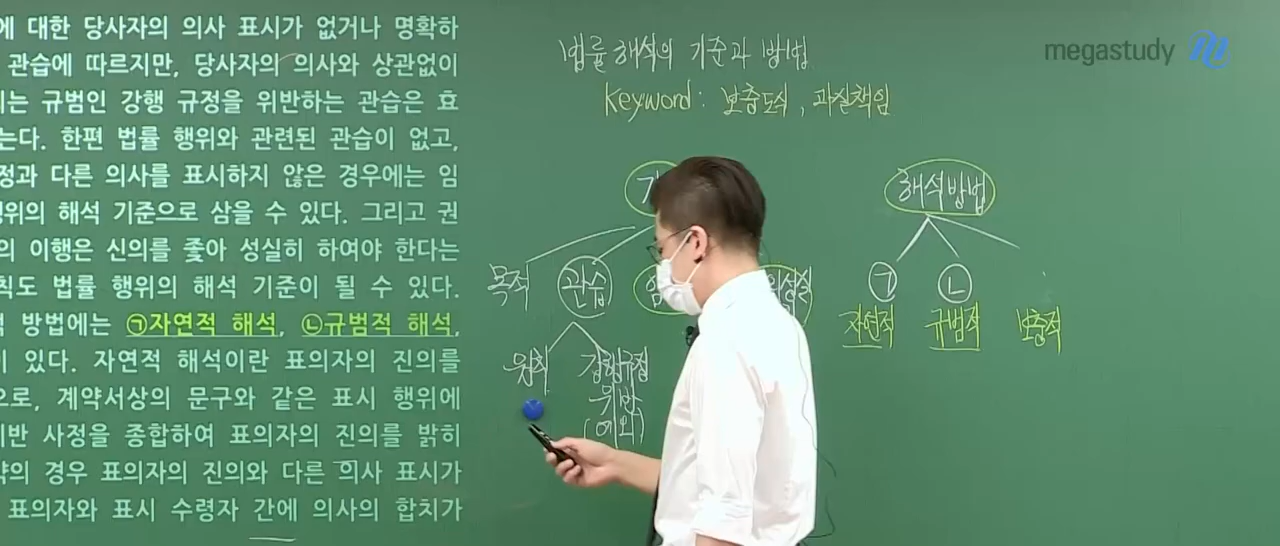 에 대한 당사자의 의사 표시가 없거나 명확하
관습에 따르지만, 당사자의 의사와 상관없이
는 규범인 강행 규정을 위반하는 관습은 효
는다. 한편 법률 행위와 관련된 관습이 없고,
정과 다른 의사를 표시하지 않은 경우에는 임
위의 해석 기준으로 삼을 수 있다. 그리고 권
의 이행은 신의를 좇아 성실히 하여야 한다는
칙도 법률 행위의 해석 기준이 될 수 있다.
방법에는 ㉠자연적 해석, ㉡규범적 해석,
이 있다. 자연적 해석이란 표의자의 진의를
으로, 계약서상의 문구와 같은 표시 행위에
반 사정을 종합하여 표의자의 진의를 밝히
약의 경우 표의자의 진의와 다른 의사 표시가
표의자와 표시 수령자 간에 의사의 합치가
megastudy
법률해석의 기준과 방법
Keyword: 보충도식, 과실책임
해석방법
목적 관습
㉠ ㉡
자연적 규범적 보충적
원칙 강행규정
위반
(예외)